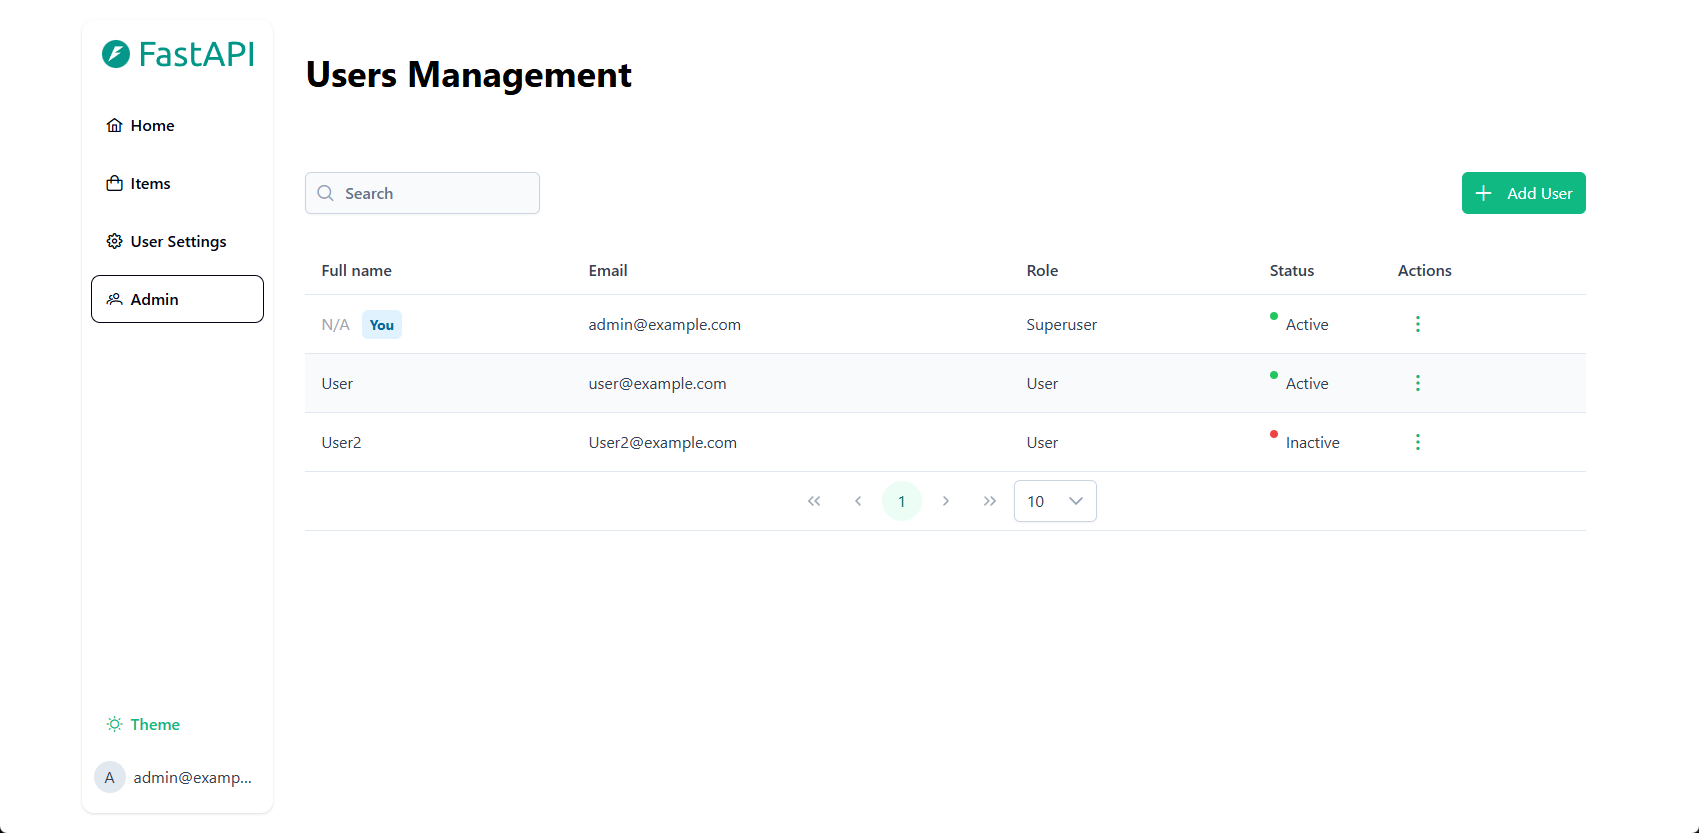 FastAPI
Home
Items
User Settings
Admin
Theme
A admin@examp...
Users Management
Search
+ Add User
Full name Email Role Status Actions
N/A You admin@example.com Superuser Active
User user@example.com User Active
User2 User2@example.com User Inactive
« ‹ 1 › » 10